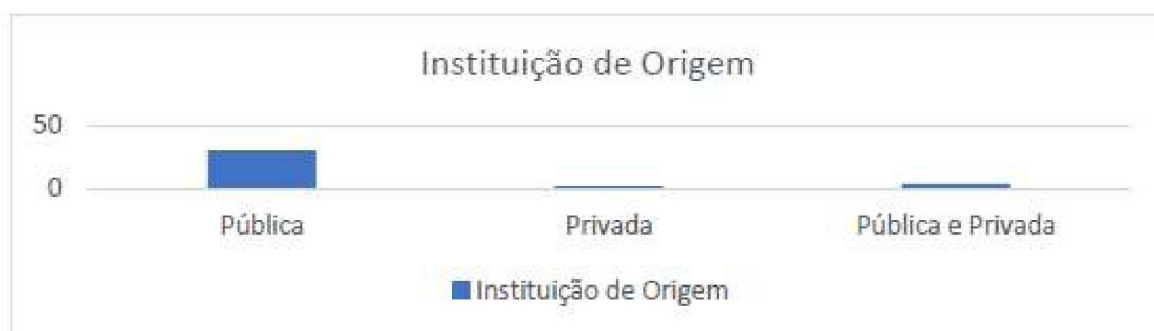 Instituição de Origem
50
0
Pública Privada Pública e Privada
Instituição de Origem